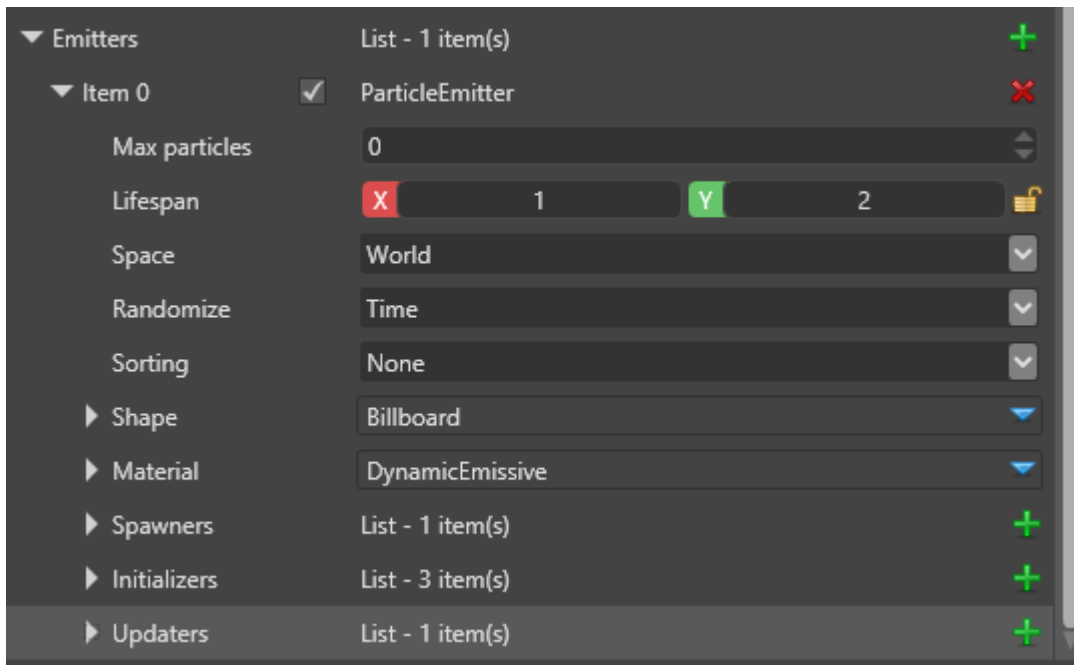 Emitters List - 1 item(s)
Item 0 ParticleEmitter
Max particles 0
Lifespan X 1 Y 2
Space World
Randomize Time
Sorting None
Shape Billboard
Material DynamicEmissive
Spawners List - 1 item(s)
Initializers List - 3 item(s)
Updaters List - 1 item(s)